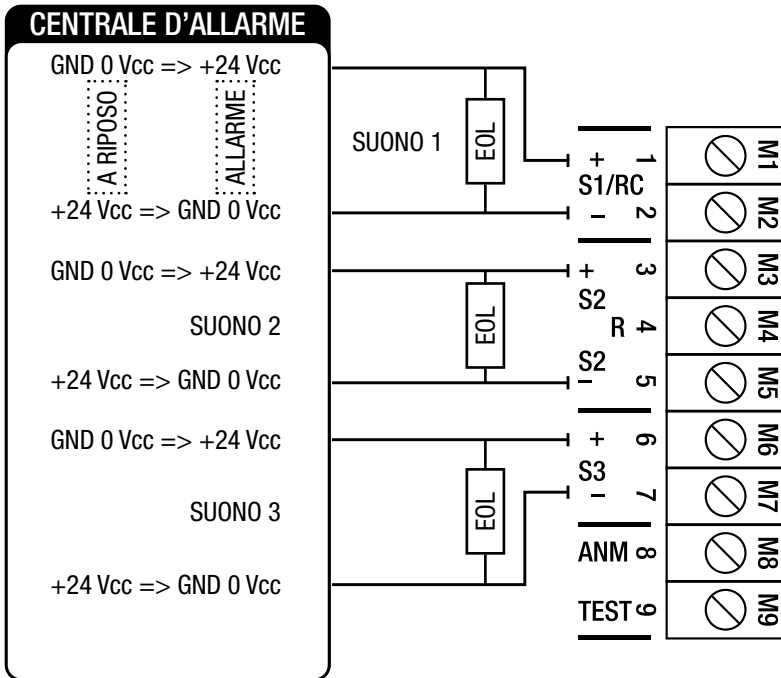 CENTRALE D'ALLARME
GND 0 Vcc => +24 Vcc
A RIPOSO
ALLARME
+24 Vcc => GND 0 Vcc
SUONO 1
EOL
GND 0 Vcc => +24 Vcc
SUONO 2
EOL
+24 Vcc => GND 0 Vcc
GND 0 Vcc => +24 Vcc
SUONO 3
EOL
+24 Vcc => GND 0 Vcc
+ 1
S1/RC
– 2
+ 3
S2
R 4
S2
– 5
+ 6
S3
– 7
ANM 8
TEST 9
M1
M2
M3
M4
M5
M6
M7
M8
M9